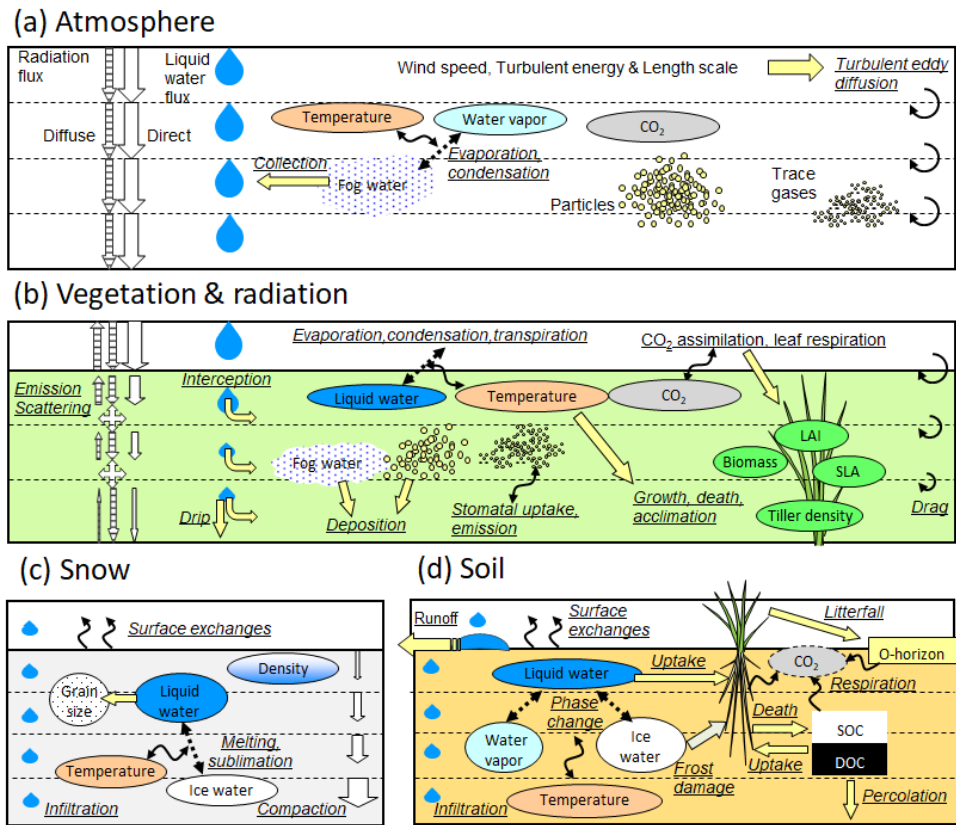 (a) Atmosphere
Radiation
flux
Liquid
water
flux
Wind speed, Turbulent energy & Length scale
Turbulent eddy
diffusion
Diffuse
Direct
Temperature
Water vapor
CO2
Collection
Fog water
Evaporation,
condensation
Particles
Trace
gases
(b) Vegetation & radiation
Evaporation,condensation,transpiration
CO2 assimilation, leaf respiration
Emission
Scattering
Interception
Liquid water
Temperature
CO2
LAI
Biomass
SLA
Fog water
Tiller density
Drip
Deposition
Stomatal uptake,
emission
Growth, death,
acclimation
Drag
(c) Snow
Surface exchanges
Density
Grain
size
Liquid
water
Melting,
sublimation
Temperature
Ice water
Infiltration
Compaction
(d) Soil
Runoff
Surface
exchanges
Litterfall
O-horizon
Liquid water
Uptake
CO2
Respiration
Phase
change
Water
vapor
Ice
water
Death
SOC
DOC
Uptake
Frost
damage
Infiltration
Temperature
Percolation